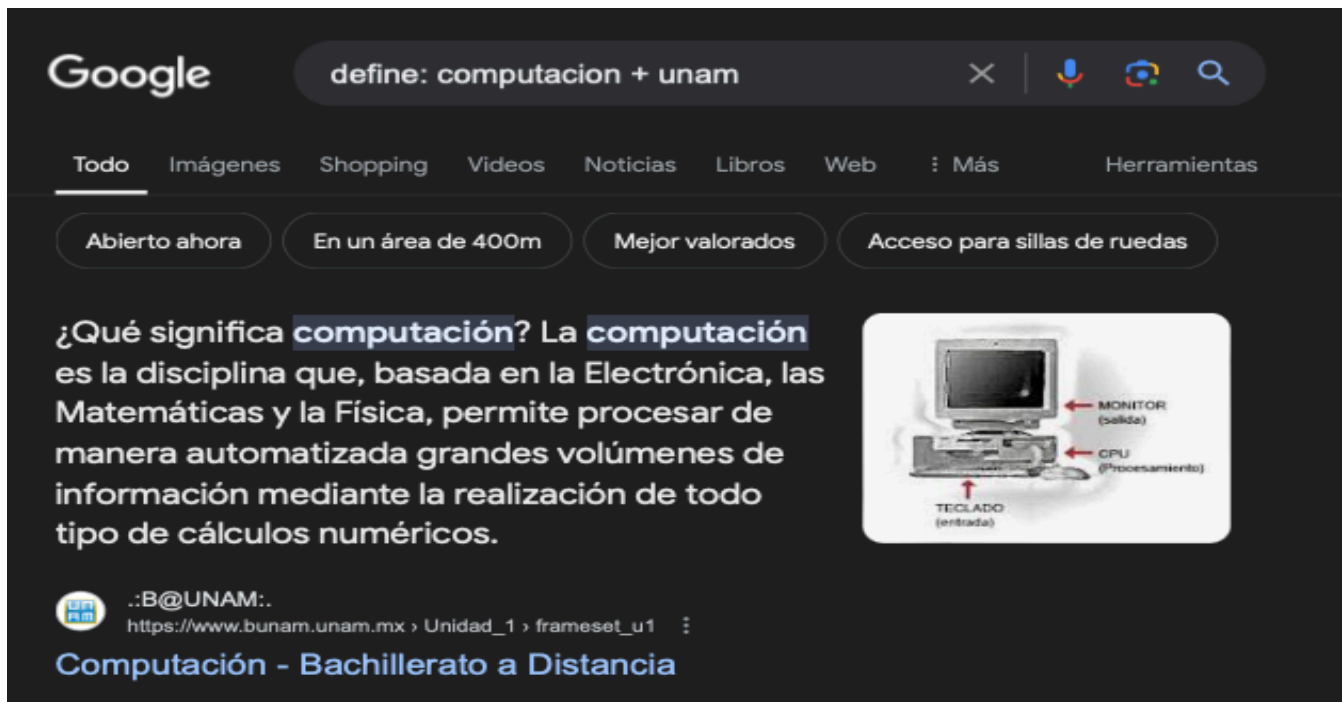 Google define: computacion + unam
Todo Imágenes Shopping Videos Noticias Libros Web Más Herramientas
Abierto ahora En un área de 400m Mejor valorados Acceso para sillas de ruedas
¿Qué significa computación? La computación
es la disciplina que, basada en la Electrónica, las
Matemáticas y la Física, permite procesar de
manera automatizada grandes volúmenes de
información mediante la realización de todo
tipo de cálculos numéricos.
MONITOR
(salida)
CPU
(Procesamiento)
TECLADO
(entrada)
UN
AM
.:B@UNAM:.
https://www.bunam.unam.mx › Unidad_1 › frameset_u1
Computación - Bachillerato a Distancia